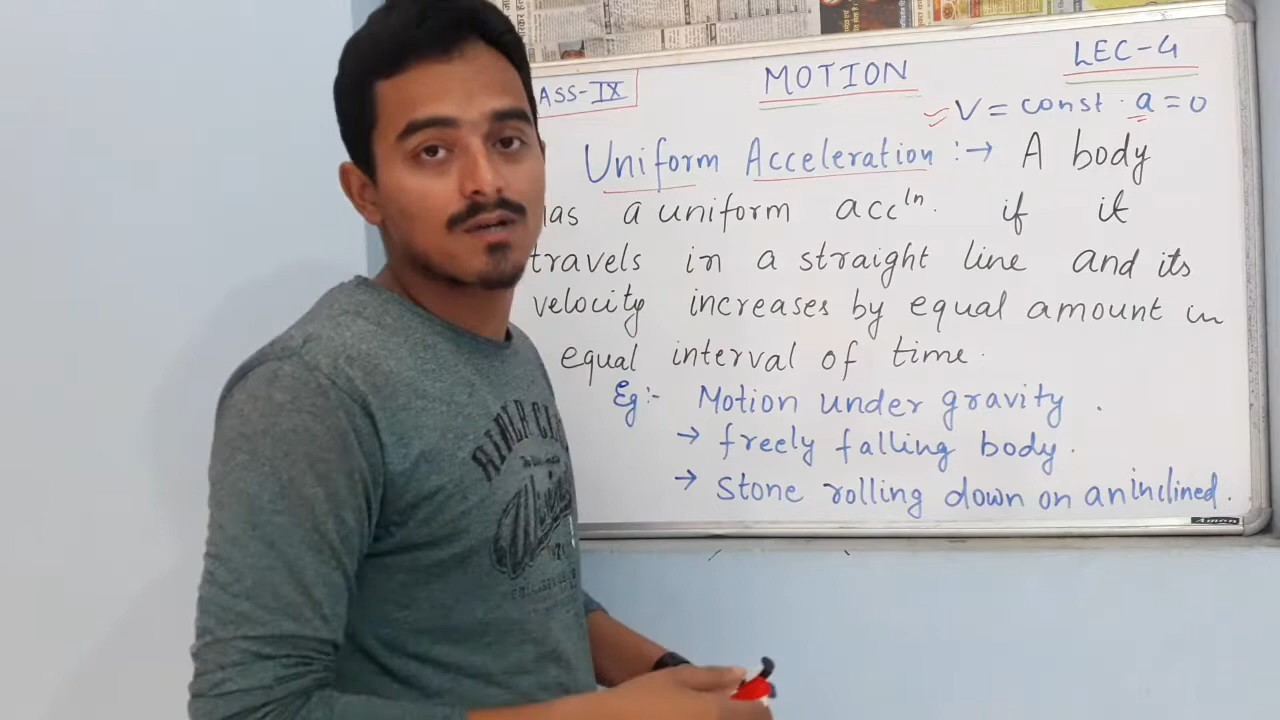 ASS-IX
MOTION
LEC-4
V = const. a = 0
Uniform Acceleration :→ A body
has a uniform accln. if it
travels in a straight line and its
velocity increases by equal amount in
equal interval of time.
Eg:- Motion under gravity.
→ freely falling body.
→ Stone rolling down on an inclined.